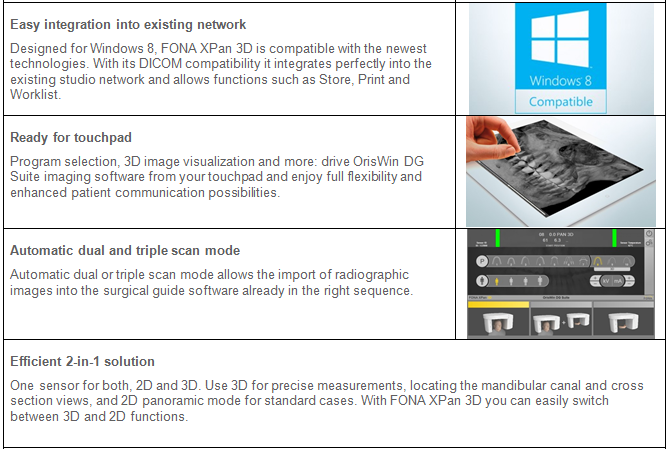 Easy integration into existing network
Designed for Windows 8, FONA XPan 3D is compatible with the newest
technologies. With its DICOM compatibility it integrates perfectly into the
existing studio network and allows functions such as Store, Print and
Worklist.
Windows 8
Compatible
Ready for touchpad
Program selection, 3D image visualization and more: drive OrisWin DG
Suite imaging software from your touchpad and enjoy full flexibility and
enhanced patient communication possibilities.
Automatic dual and triple scan mode
Automatic dual or triple scan mode allows the import of radiographic
images into the surgical guide software already in the right sequence.
PAN 3D
P
kV
mA
FONA XPan
Efficient 2-in-1 solution
One sensor for both, 2D and 3D. Use 3D for precise measurements, locating the mandibular canal and cross
section views, and 2D panoramic mode for standard cases. With FONA XPan 3D you can easily switch
between 3D and 2D functions.